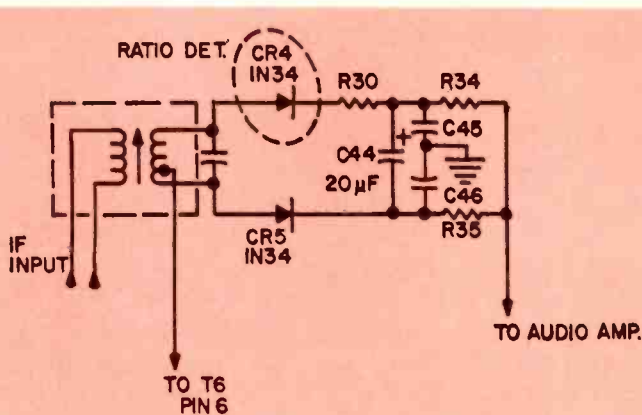 RATIO DET.
CR4
IN34
R30
R34
C45
C44
20μF
C46
R35
CR5
IN34
IF
INPUT
TO AUDIO AMP.
TO T6
PIN 6